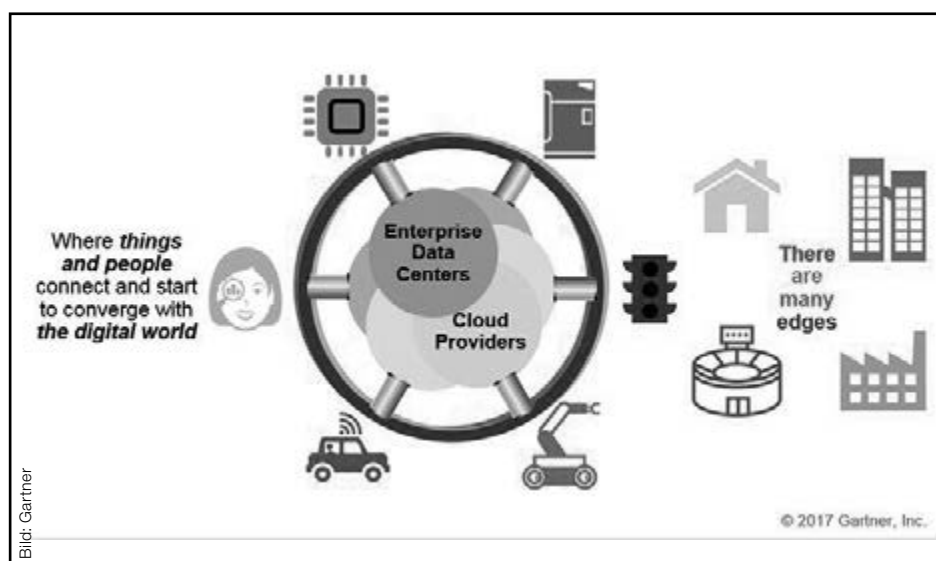 Where things
and people
connect and start
to converge with
the digital world
Enterprise
Data
Centers
Cloud
Providers
There
are
many
edges
© 2017 Gartner, Inc.
Bild: Gartner